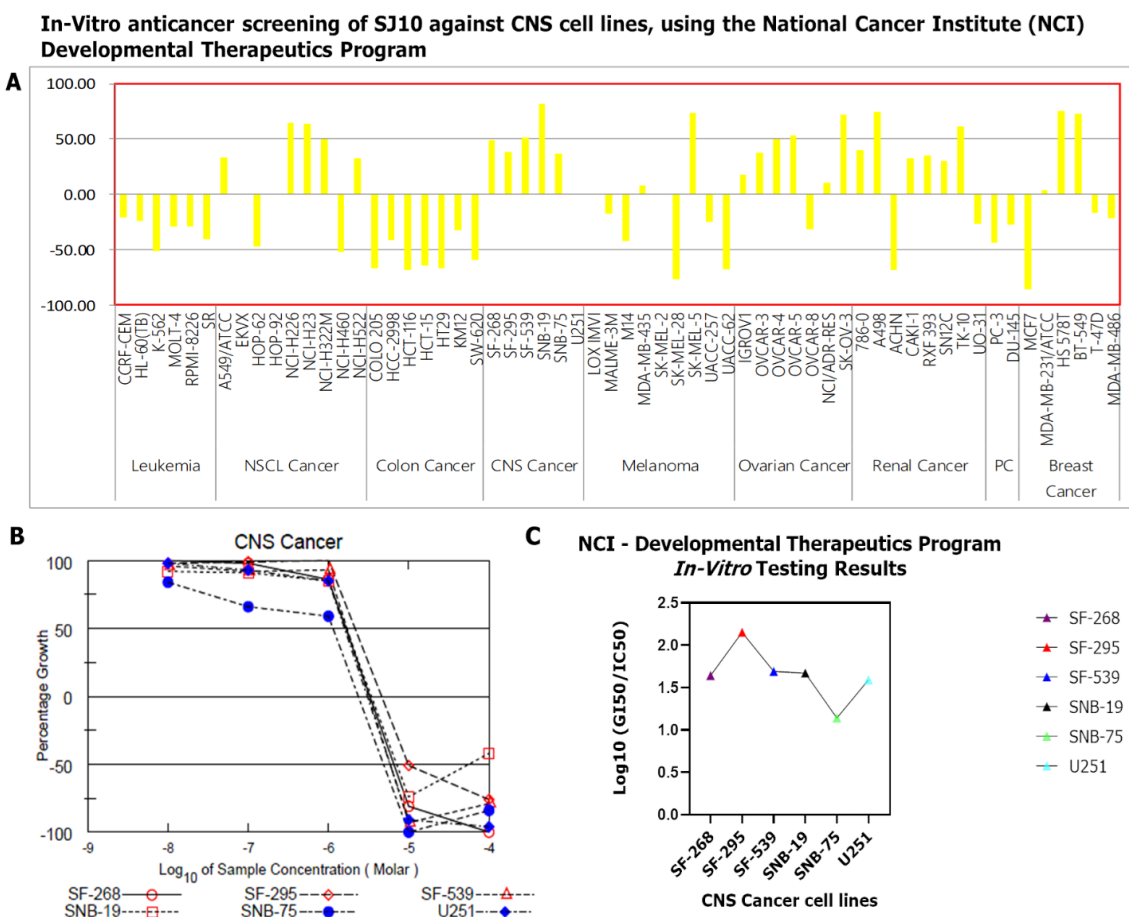 In-Vitro anticancer screening of SJ10 against CNS cell lines, using the National Cancer Institute (NCI)
Developmental Therapeutics Program
A
100.00
50.00
0.00
-50.00
-100.00
CCRF-CEM
HL-60(TB)
K-562
MOLT-4
RPMI-8226
SR
A549/ATCC
EKVX
HOP-62
HOP-92
NCI-H226
NCI-H23
NCI-H322M
NCI-H460
NCI-H522
COLO 205
HCC-2998
HCT-116
HCT-15
HT29
KM12
SW-620
SF-268
SF-295
SF-539
SNB-19
SNB-75
U251
LOX IMVI
MALME-3M
M14
MDA-MB-435
SK-MEL-2
SK-MEL-28
SK-MEL-5
UACC-257
UACC-62
IGROV1
OVCAR-3
OVCAR-4
OVCAR-5
OVCAR-8
NCI/ADR-RES
SK-OV-3
786-0
A498
ACHN
CAKI-1
RXF 393
SN12C
TK-10
UO-31
PC-3
DU-145
MCF7
MDA-MB-231/ATCC
HS 578T
BT-549
T-47D
MDA-MB-486
Leukemia
NSCL Cancer
Colon Cancer
CNS Cancer
Melanoma
Ovarian Cancer
Renal Cancer
PC
Breast
Cancer
B
CNS Cancer
Percentage Growth
100
50
0
-50
-100
-9
-8
-7
-6
-5
-4
Log10 of Sample Concentration ( Molar )
SF-268
SF-295
SF-539
SNB-19
SNB-75
U251
C
NCI - Developmental Therapeutics Program
In-Vitro Testing Results
Log10 (GI50/IC50)
2.5
2.0
1.5
1.0
0.5
0.0
SF-268
SF-295
SF-539
SNB-19
SNB-75
U251
CNS Cancer cell lines
SF-268
SF-295
SF-539
SNB-19
SNB-75
U251